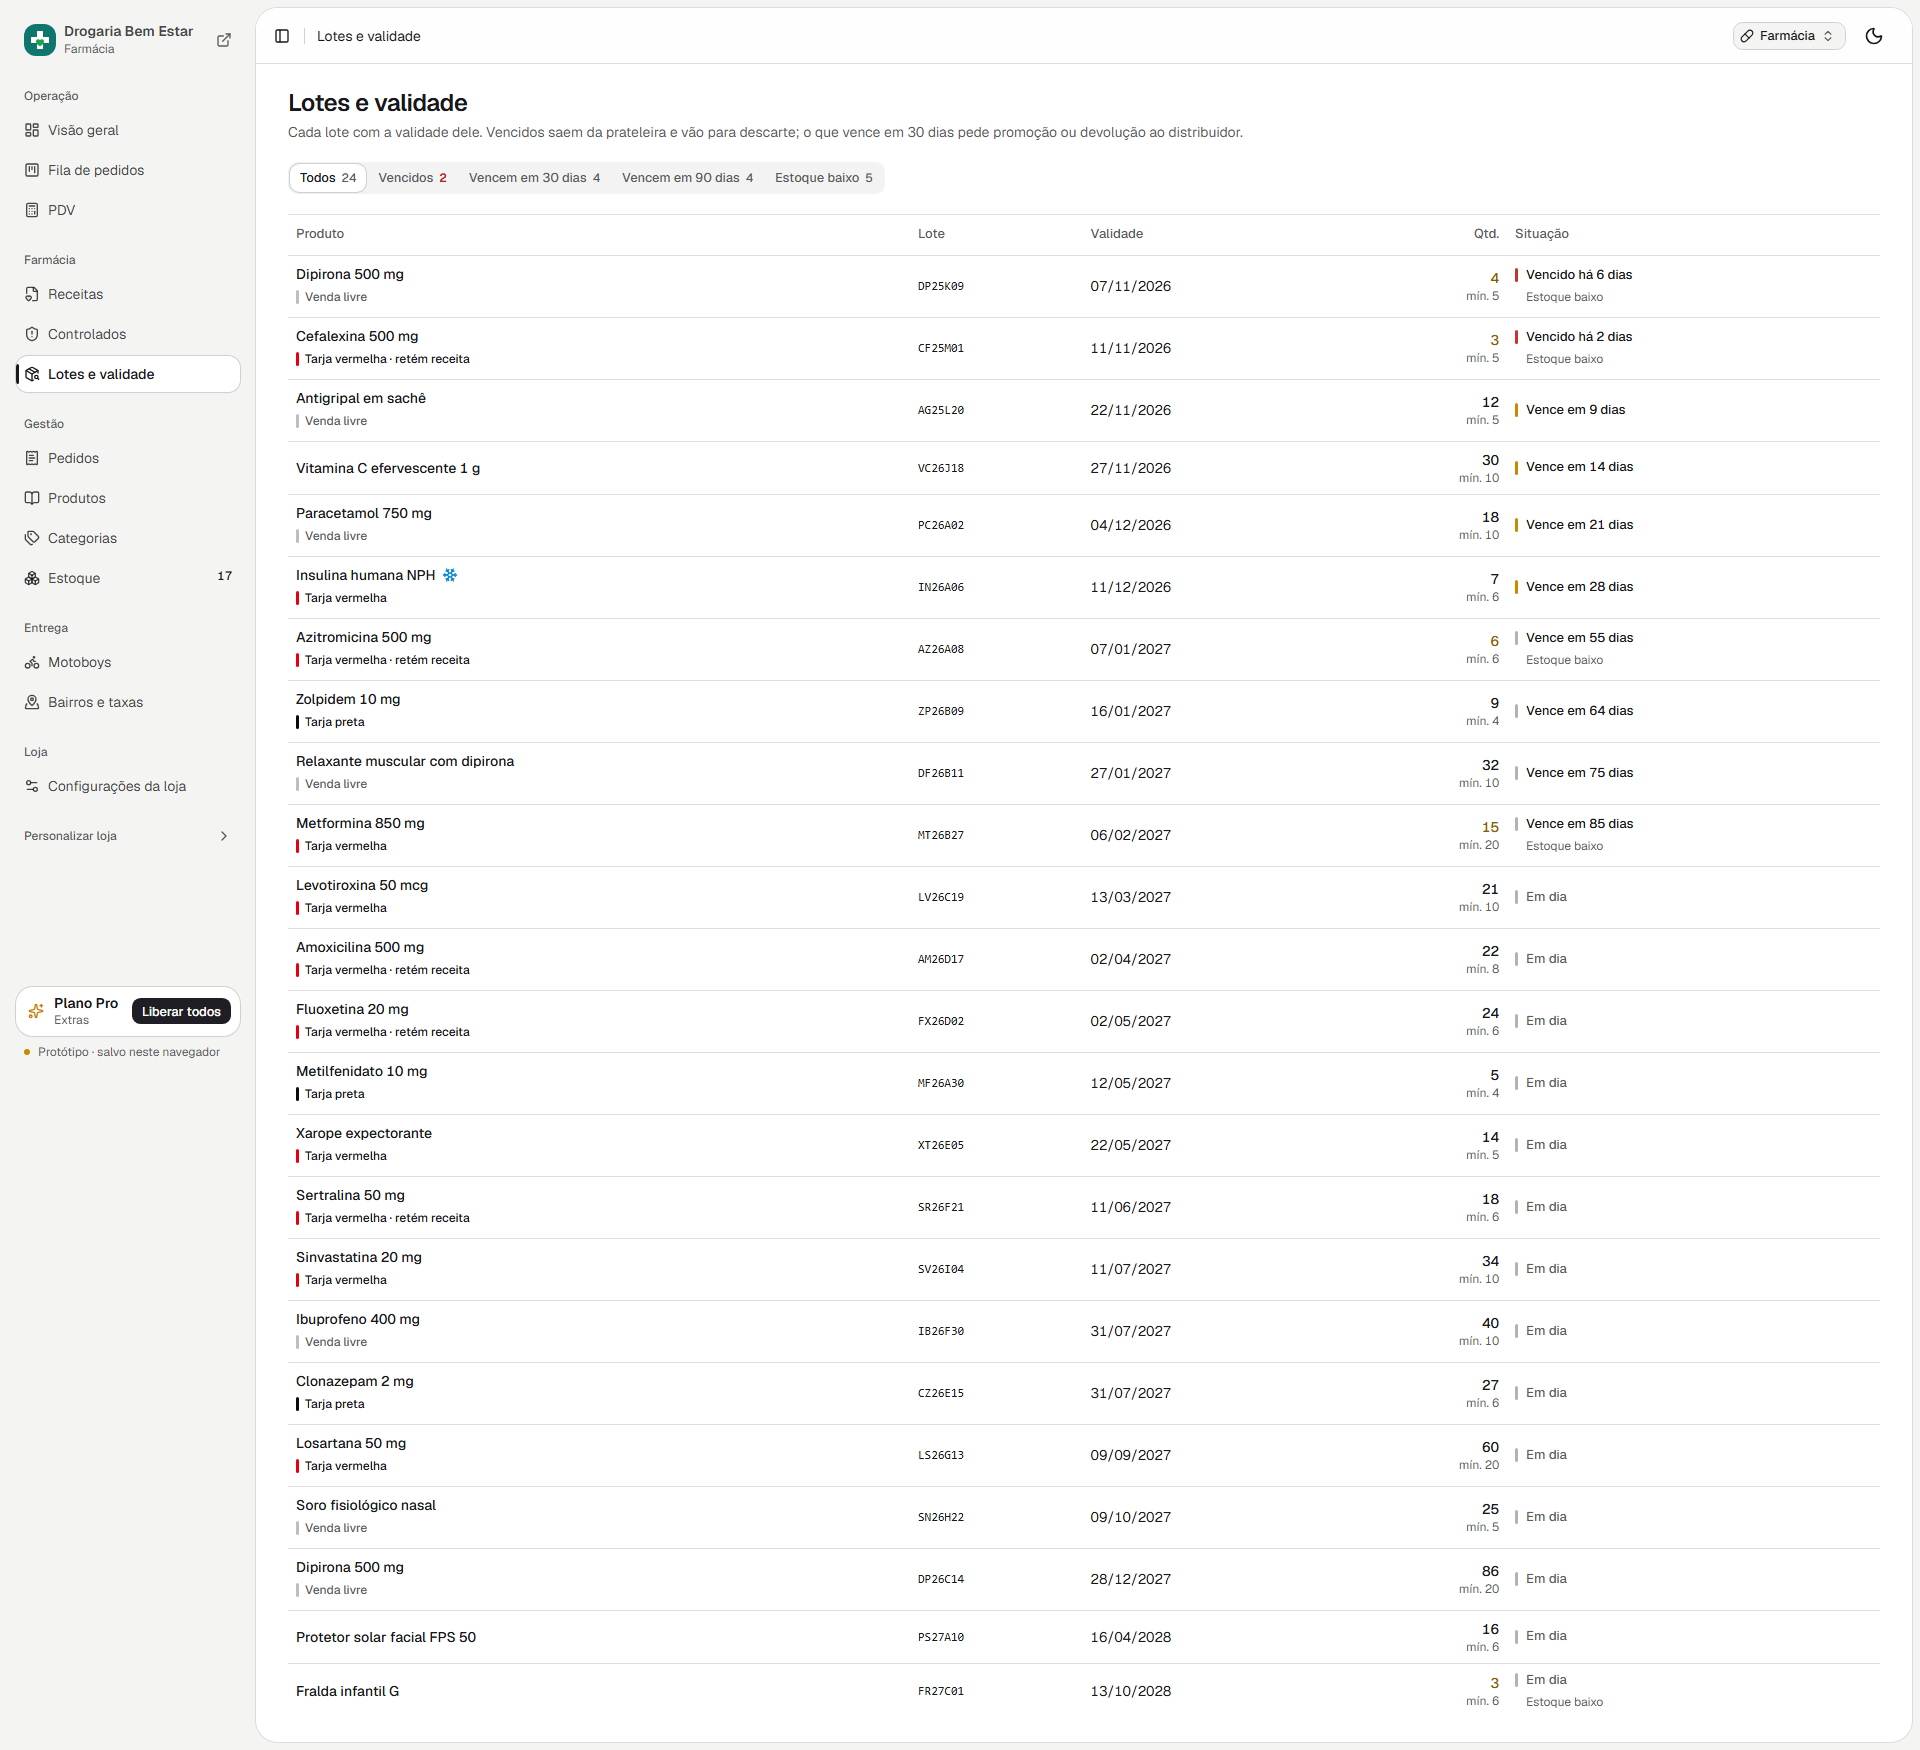 Drogaria Bem Estar
Farmácia
Operação
Visão geral
Fila de pedidos
PDV
Farmácia
Receitas
Controlados
Lotes e validade
Gestão
Pedidos
Produtos
Categorias
Estoque 17
Entrega
Motoboys
Bairros e taxas
Loja
Configurações da loja
Personalizar loja
Plano Pro
Extras
Liberar todos
Protótipo · salvo neste navegador
Lotes e validade
Farmácia
Lotes e validade
Cada lote com a validade dele. Vencidos saem da prateleira e vão para descarte; o que vence em 30 dias pede promoção ou devolução ao distribuidor.
Todos 24 Vencidos 2 Vencem em 30 dias 4 Vencem em 90 dias 4 Estoque baixo 5
Produto Lote Validade Qtd. Situação
Dipirona 500 mg
Venda livre
DP25K09 07/11/2026
4
mín. 5
Vencido há 6 dias
Estoque baixo
Cefalexina 500 mg
Tarja vermelha · retém receita
CF25M01 11/11/2026
3
mín. 5
Vencido há 2 dias
Estoque baixo
Antigripal em sachê
Venda livre
AG25L20 22/11/2026
12
mín. 5
Vence em 9 dias
Vitamina C efervescente 1 g
VC26J18 27/11/2026
30
mín. 10
Vence em 14 dias
Paracetamol 750 mg
Venda livre
PC26A02 04/12/2026
18
mín. 10
Vence em 21 dias
Insulina humana NPH
Tarja vermelha
IN26A06 11/12/2026
7
mín. 6
Vence em 28 dias
Azitromicina 500 mg
Tarja vermelha · retém receita
AZ26A08 07/01/2027
6
mín. 6
Vence em 55 dias
Estoque baixo
Zolpidem 10 mg
Tarja preta
ZP26B09 16/01/2027
9
mín. 4
Vence em 64 dias
Relaxante muscular com dipirona
Venda livre
DF26B11 27/01/2027
32
mín. 10
Vence em 75 dias
Metformina 850 mg
Tarja vermelha
MT26B27 06/02/2027
15
mín. 20
Vence em 85 dias
Estoque baixo
Levotiroxina 50 mcg
Tarja vermelha
LV26C19 13/03/2027
21
mín. 10
Em dia
Amoxicilina 500 mg
Tarja vermelha · retém receita
AM26D17 02/04/2027
22
mín. 8
Em dia
Fluoxetina 20 mg
Tarja vermelha · retém receita
FX26D02 02/05/2027
24
mín. 6
Em dia
Metilfenidato 10 mg
Tarja preta
MF26A30 12/05/2027
5
mín. 4
Em dia
Xarope expectorante
Tarja vermelha
XT26E05 22/05/2027
14
mín. 5
Em dia
Sertralina 50 mg
Tarja vermelha · retém receita
SR26F21 11/06/2027
18
mín. 6
Em dia
Sinvastatina 20 mg
Tarja vermelha
SV26I04 11/07/2027
34
mín. 10
Em dia
Ibuprofeno 400 mg
Venda livre
IB26F30 31/07/2027
40
mín. 10
Em dia
Clonazepam 2 mg
Tarja preta
CZ26E15 31/07/2027
27
mín. 6
Em dia
Losartana 50 mg
Tarja vermelha
LS26G13 09/09/2027
60
mín. 20
Em dia
Soro fisiológico nasal
Venda livre
SN26H22 09/10/2027
25
mín. 5
Em dia
Dipirona 500 mg
Venda livre
DP26C14 28/12/2027
86
mín. 20
Em dia
Protetor solar facial FPS 50
PS27A10 16/04/2028
16
mín. 6
Em dia
Fralda infantil G
FR27C01 13/10/2028
3
mín. 6
Em dia
Estoque baixo